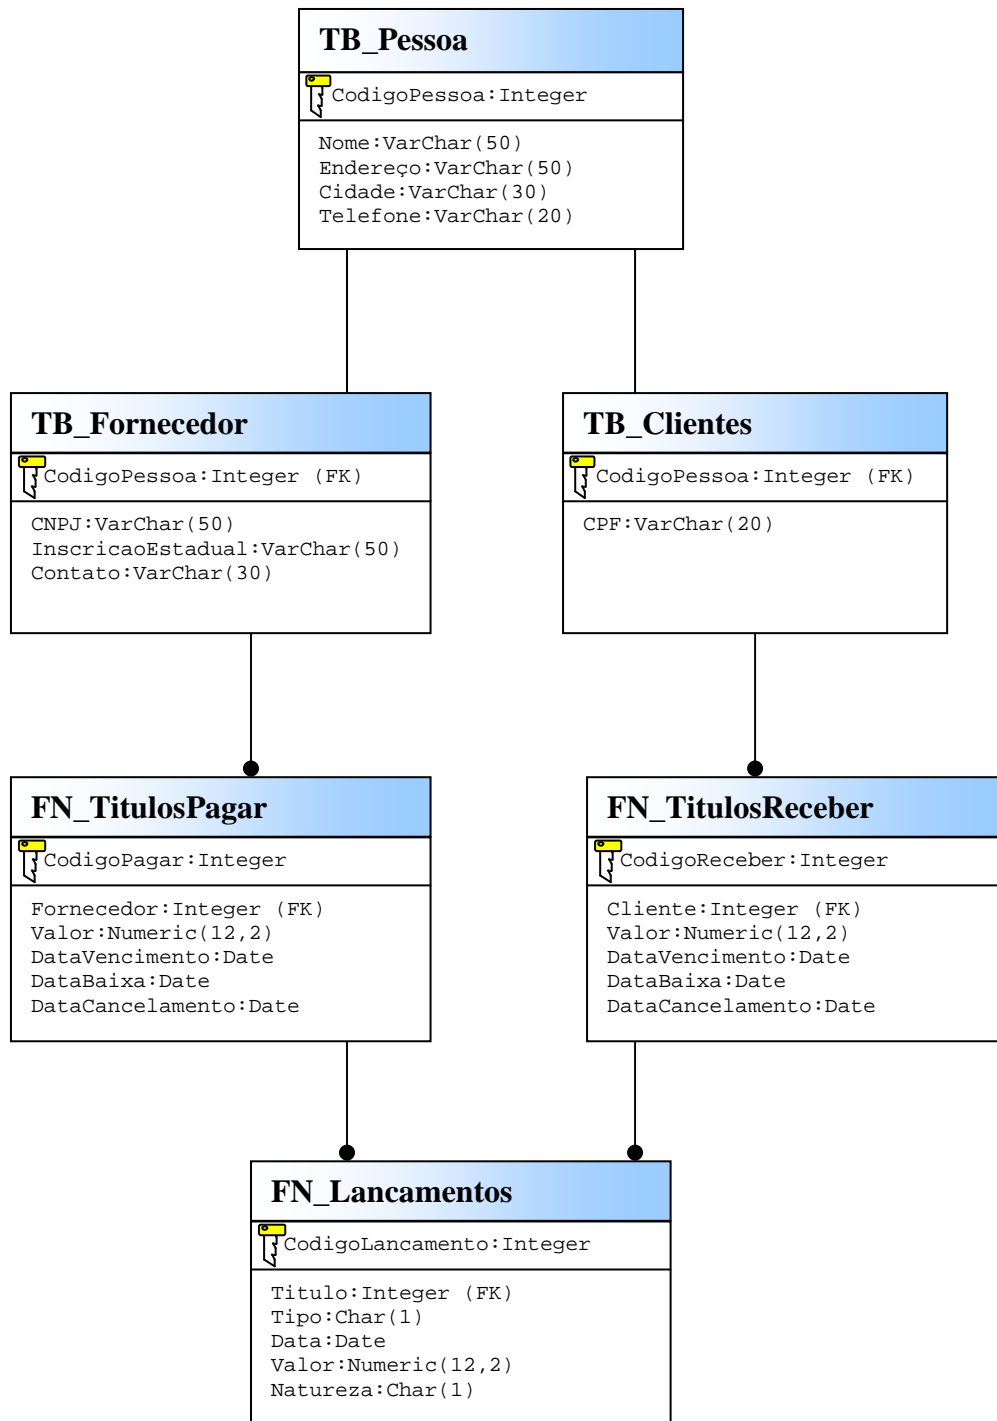 TB_Pessoa
CodigoPessoa:Integer
Nome:VarChar(50)
Endereço:VarChar(50)
Cidade:VarChar(30)
Telefone:VarChar(20)
TB_Fornecedor
CodigoPessoa:Integer (FK)
CNPJ:VarChar(50)
InscricaoEstadual:VarChar(50)
Contato:VarChar(30)
TB_Clientes
CodigoPessoa:Integer (FK)
CPF:VarChar(20)
FN_TitulosPagar
CodigoPagar:Integer
Fornecedor:Integer (FK)
Valor:Numeric(12,2)
DataVencimento:Date
DataBaixa:Date
DataCancelamento:Date
FN_TitulosReceber
CodigoReceber:Integer
Cliente:Integer (FK)
Valor:Numeric(12,2)
DataVencimento:Date
DataBaixa:Date
DataCancelamento:Date
FN_Lancamentos
CodigoLancamento:Integer
Titulo:Integer (FK)
Tipo:Char(1)
Data:Date
Valor:Numeric(12,2)
Natureza:Char(1)